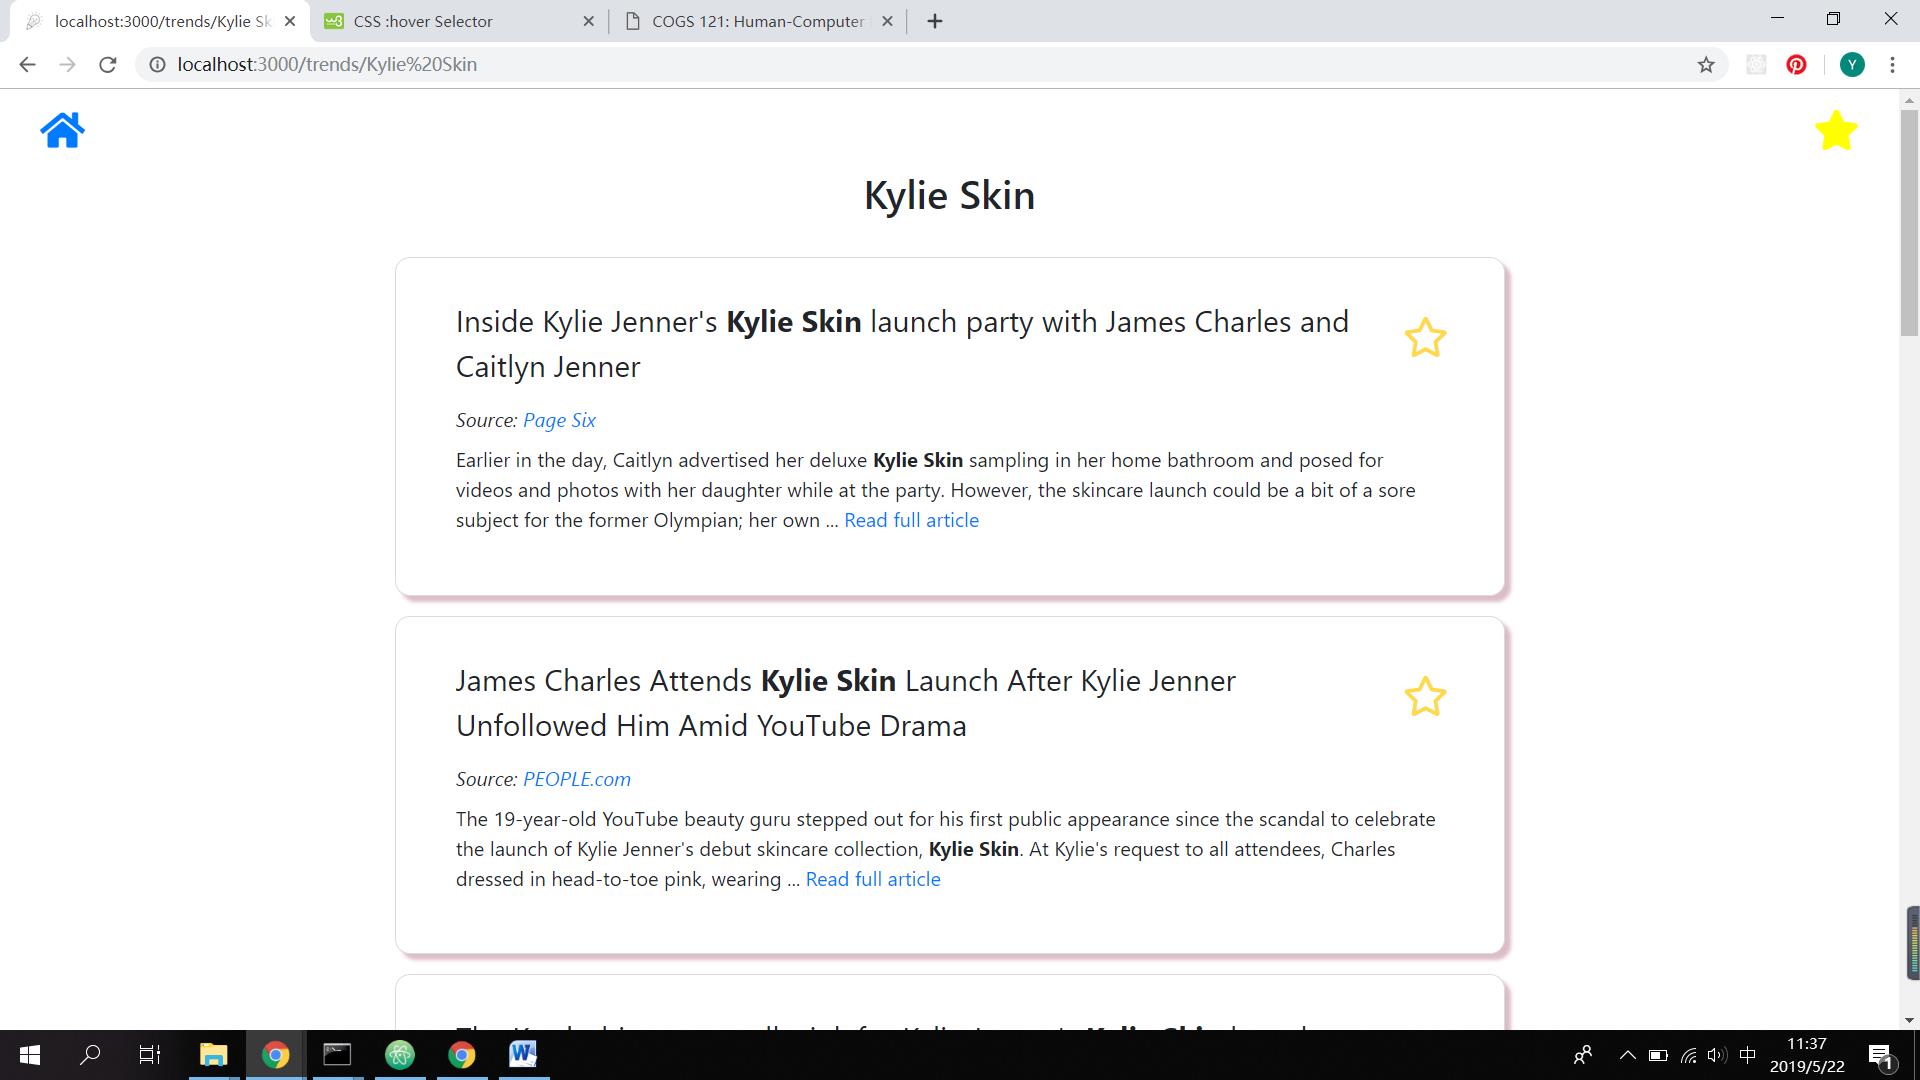 localhost:3000/trends/Kylie Sk
CSS :hover Selector
COGS 121: Human-Computer
localhost:3000/trends/Kylie%20Skin
Y
Kylie Skin
Inside Kylie Jenner's Kylie Skin launch party with James Charles and
Caitlyn Jenner
Source: Page Six
Earlier in the day, Caitlyn advertised her deluxe Kylie Skin sampling in her home bathroom and posed for
videos and photos with her daughter while at the party. However, the skincare launch could be a bit of a sore
subject for the former Olympian; her own ... Read full article
James Charles Attends Kylie Skin Launch After Kylie Jenner
Unfollowed Him Amid YouTube Drama
Source: PEOPLE.com
The 19-year-old YouTube beauty guru stepped out for his first public appearance since the scandal to celebrate
the launch of Kylie Jenner's debut skincare collection, Kylie Skin. At Kylie's request to all attendees, Charles
dressed in head-to-toe pink, wearing ... Read full article
中
11:37
2019/5/22
1